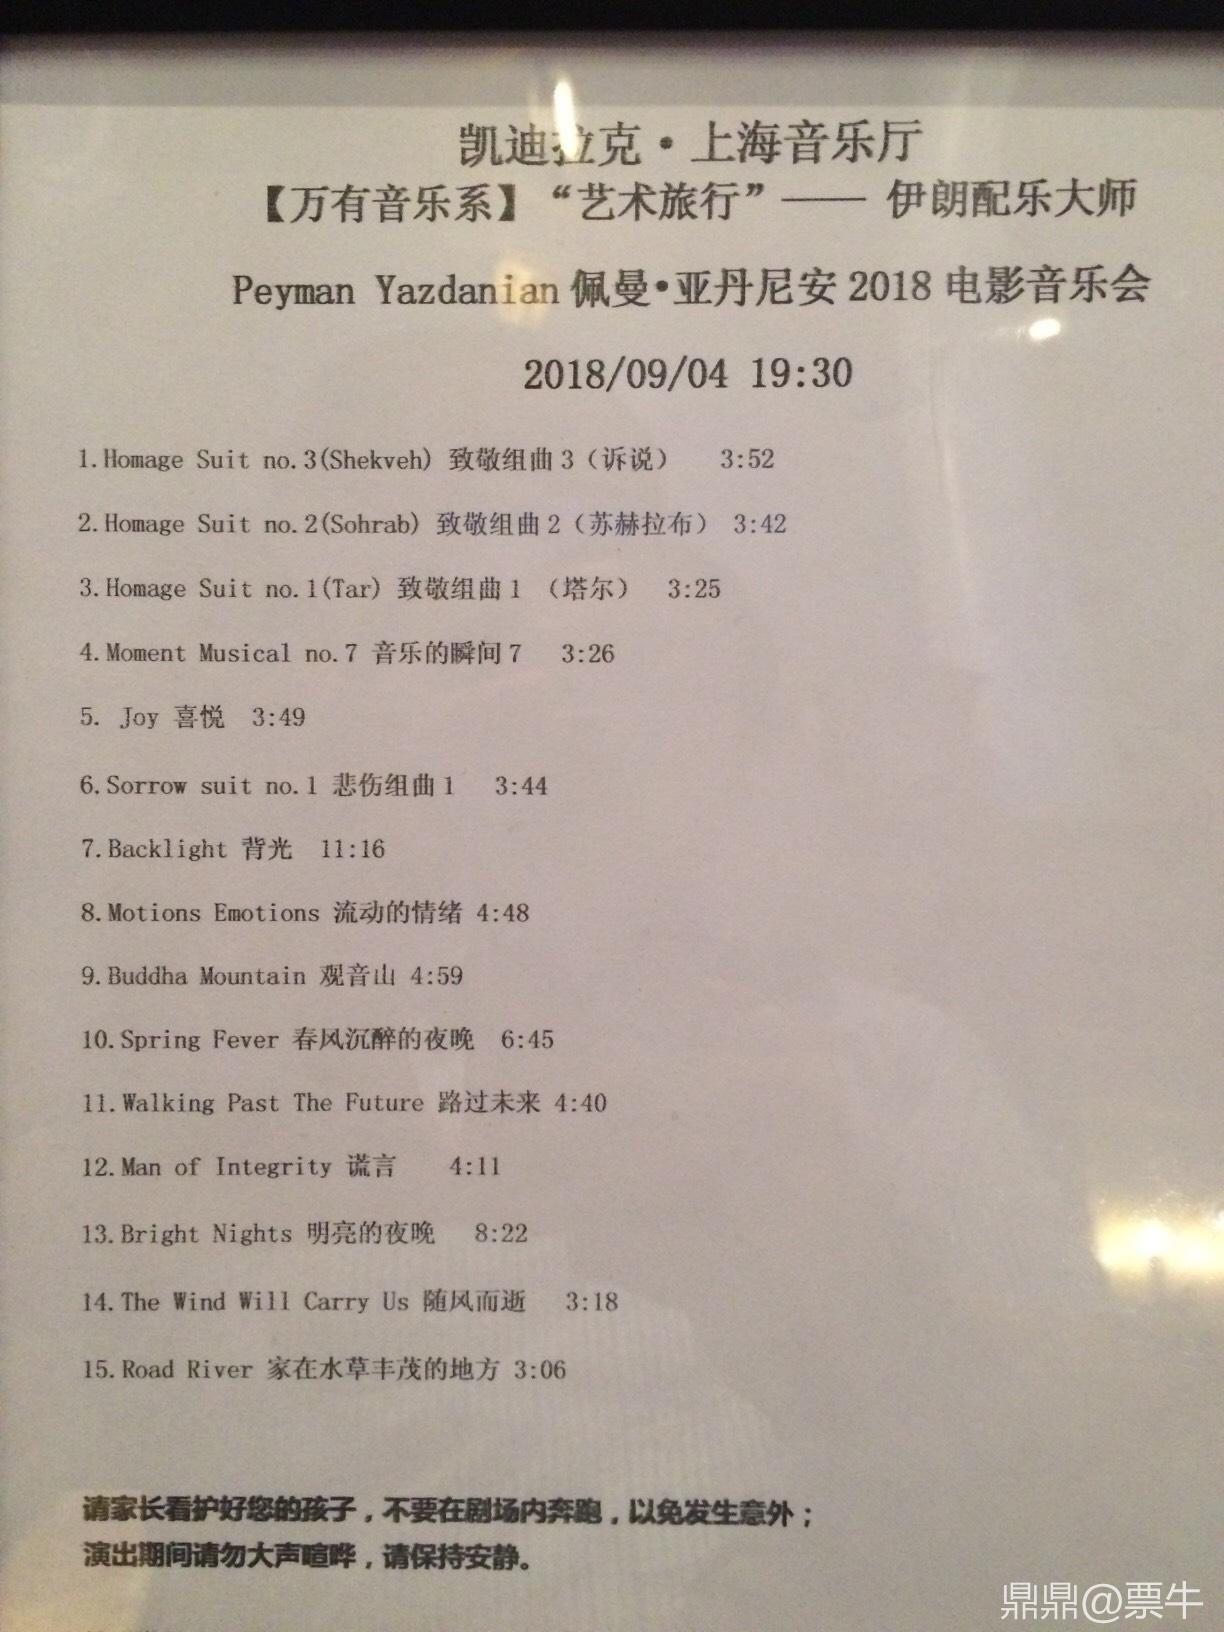 凯迪拉克·上海音乐厅
【万有音乐系】“艺术旅行”—— 伊朗配乐大师
Peyman Yazdanian 佩曼•亚丹尼安 2018 电影音乐会
2018/09/04 19:30
1.Homage Suit no.3(Shekveh) 致敬组曲 3（诉说） 3:52
2.Homage Suit no.2(Sohrab) 致敬组曲 2（苏赫拉布） 3:42
3.Homage Suit no.1(Tar) 致敬组曲 1 （塔尔） 3:25
4.Moment Musical no.7 音乐的瞬间 7 3:26
5. Joy 喜悦 3:49
6.Sorrow suit no.1 悲伤组曲 1 3:44
7.Backlight 背光 11:16
8.Motions Emotions 流动的情绪 4:48
9.Buddha Mountain 观音山 4:59
10.Spring Fever 春风沉醉的夜晚 6:45
11.Walking Past The Future 路过未来 4:40
12.Man of Integrity 谎言 4:11
13.Bright Nights 明亮的夜晚 8:22
14.The Wind Will Carry Us 随风而逝 3:18
15.Road River 家在水草丰茂的地方 3:06
请家长看护好您的孩子，不要在剧场内奔跑，以免发生意外；
演出期间请勿大声喧哗，请保持安静。
鼎鼎@票牛